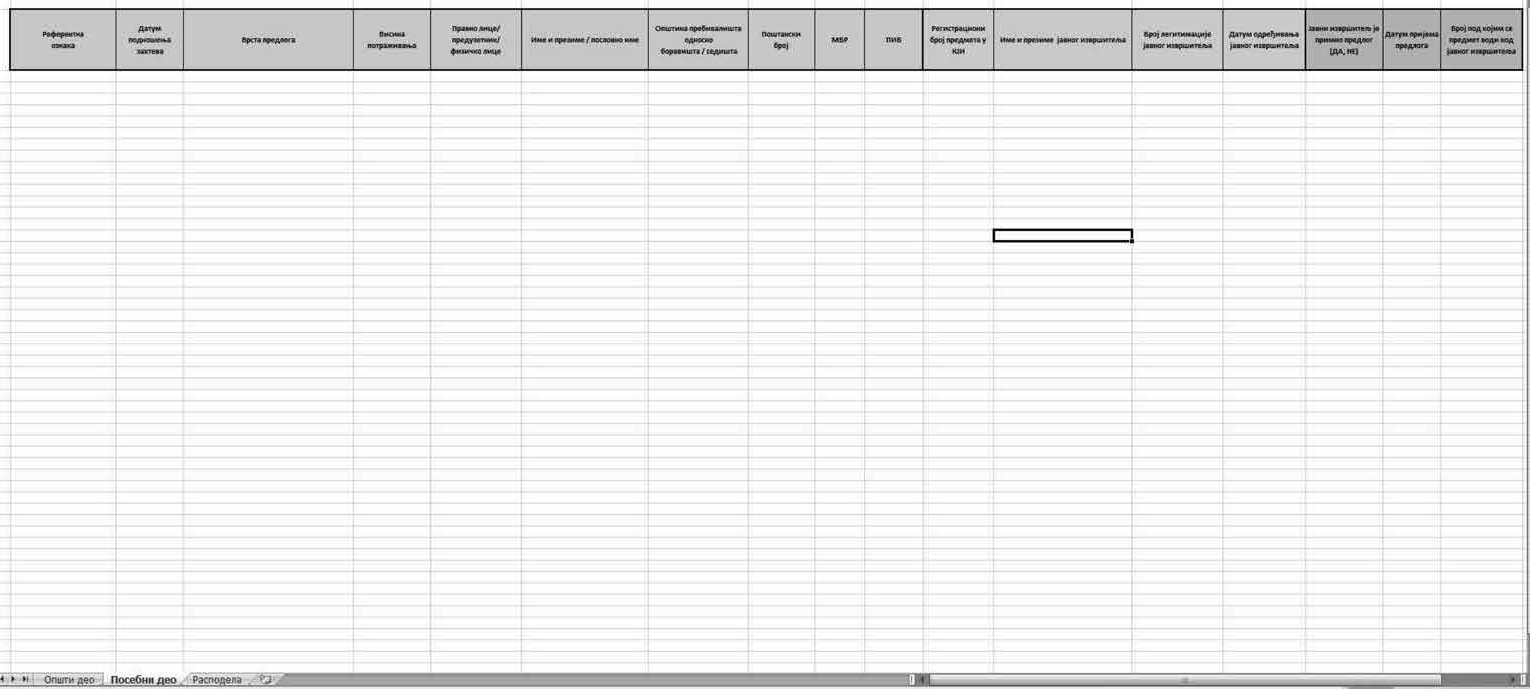 Референтна
ознака
Датум
подношења
захтева
Врста предлога
Висина
потраживања
Правно лице/
предузетник/
физичко лице
Име и презиме / пословно име
Општина пребивалишта
односно
боравишта / седишта
Поштански
број
МБР
ПИБ
Регистрациони
број предмета у
КЈИ
Име и презиме јавног извршитеља
Број легитимације
јавног извршитеља
Датум одређивања
јавног извршитеља
Јавни извршитељ је
примио предлог
(ДА, НЕ)
Датум пријема
предлога
Број под којим се
предмет води код
јавног извршитеља
Општи део
Посебни део
Расподела